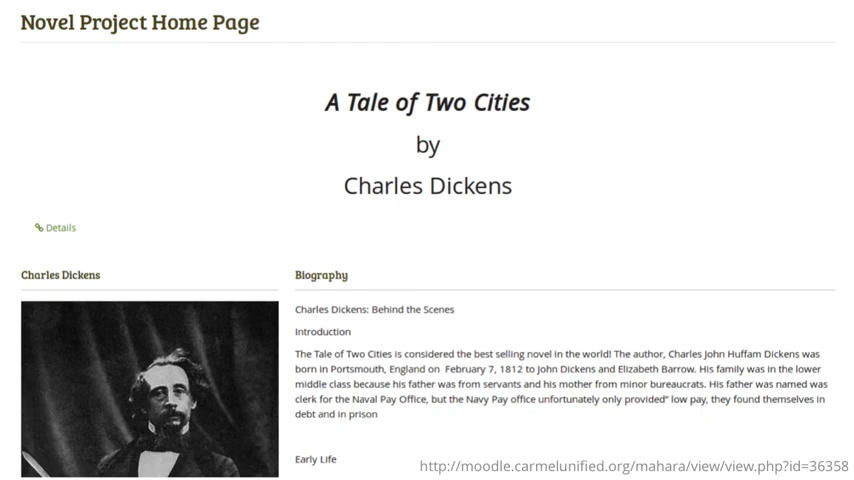 Novel Project Home Page
A Tale of Two Cities
by
Charles Dickens
Details
Charles Dickens
Biography
Charles Dickens: Behind the Scenes
Introduction
The Tale of Two Cities is considered the best selling novel in the world! The author, Charles John Huffam Dickens was
born in Portsmouth, England on  February 7, 1812 to John Dickens and Elizabeth Barrow. His family was in the lower
middle class because his father was from servants and his mother from minor bureaucrats. His father was named was
clerk for the Naval Pay Office, but the Navy Pay office unfortunately only provided" low pay, they found themselves in
debt and in prison
Early Life
http://moodle.carmelunified.org/mahara/view/view.php?id=36358